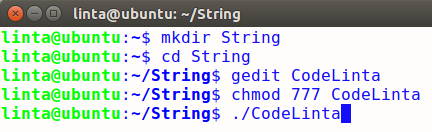 linta@ubuntu: ~/String
linta@ubuntu:~$ mkdir String
linta@ubuntu:~$ cd String
linta@ubuntu:~/String$ gedit CodeLinta
linta@ubuntu:~/String$ chmod 777 CodeLinta
linta@ubuntu:~/String$ ./CodeLinta